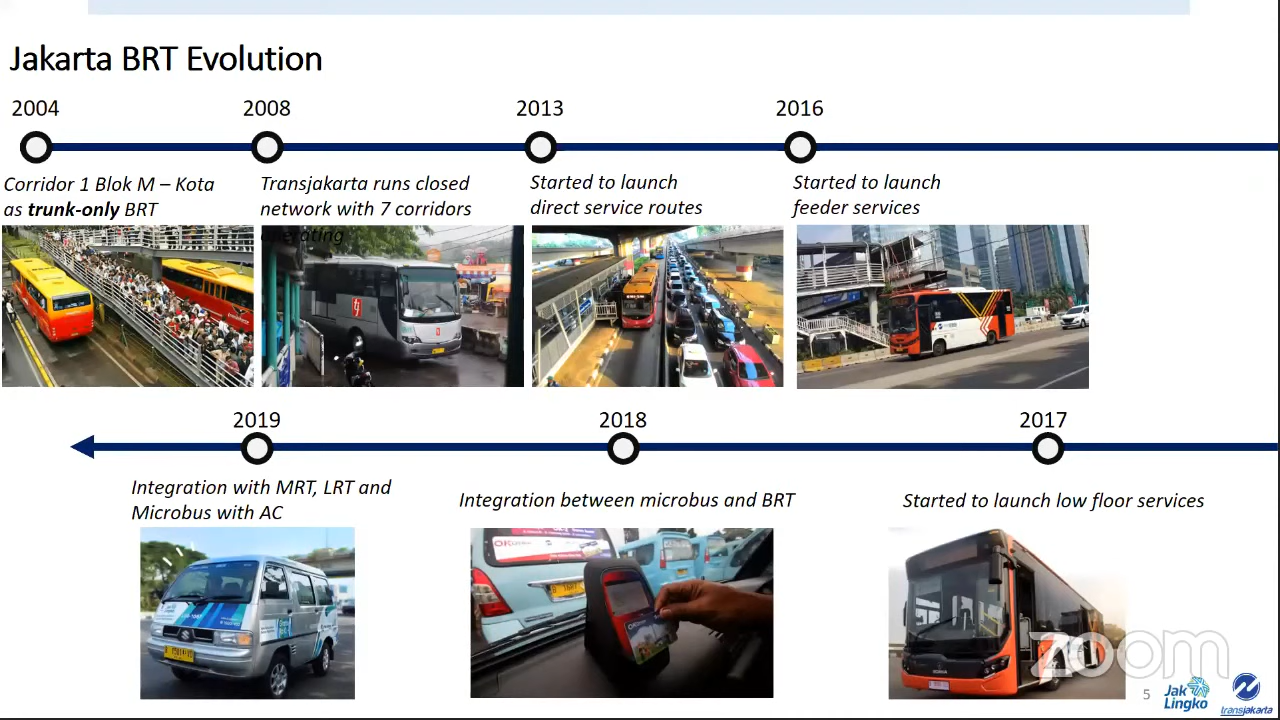 Jakarta BRT Evolution
2004
2008
2013
2016
Corridor 1 Blok M – Kota
as trunk-only BRT
Transjakarta runs closed
network with 7 corridors
operating
Started to launch
direct service routes
Started to launch
feeder services
2019
2018
2017
Integration with MRT, LRT and
Microbus with AC
Integration between microbus and BRT
Started to launch low floor services
OK
zoom
5
Jak
Lingko
transjakarta